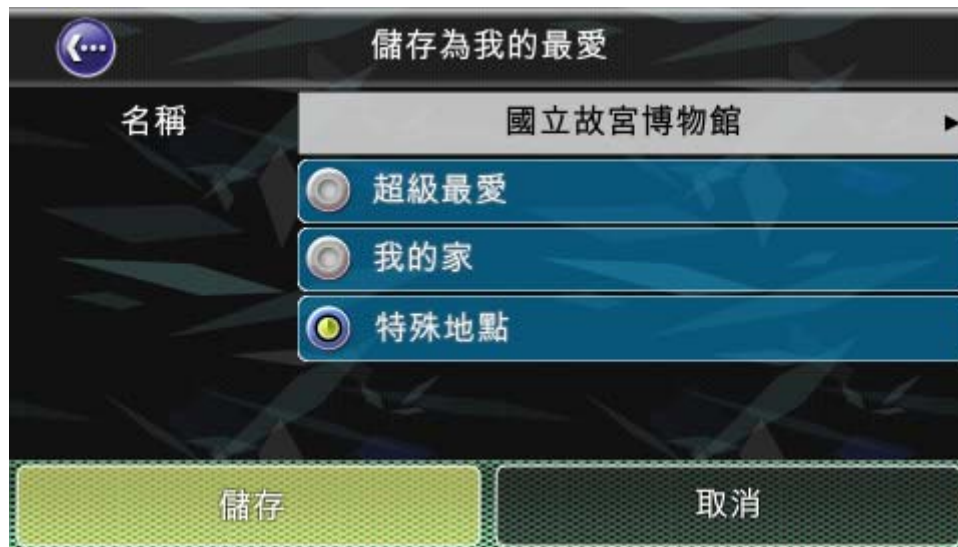 儲存為我的最愛
名稱 國立故宮博物館
超級最愛
我的家
特殊地點
儲存 取消